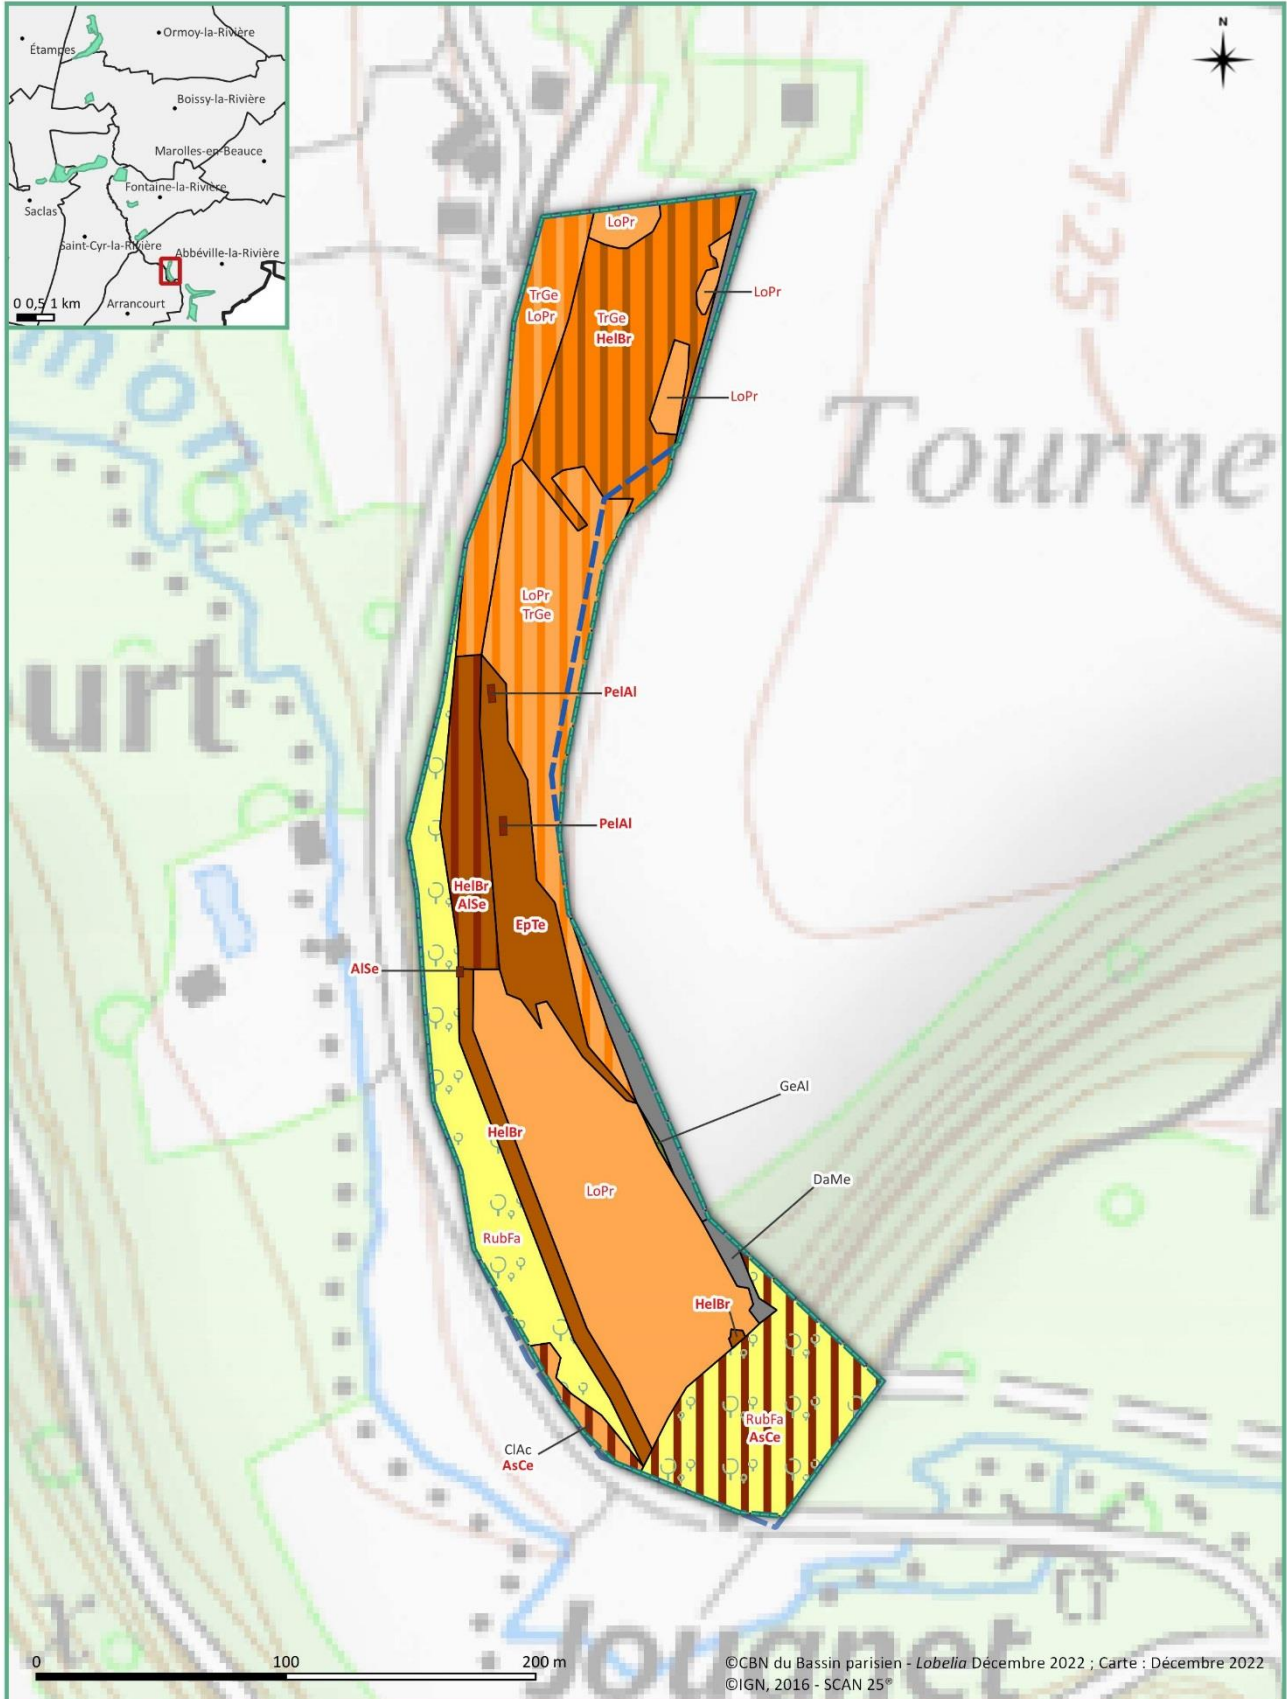 Ormoy-la-Rivière
Étampes
Boissy-la-Rivière
Marolles-en-Beauce
Fontaine-la-Rivière
Saclas
Saint-Cyr-la-Rivière
Abbéville-la-Rivière
Arrancourt
0 0,5 1 km
N
125
mont
Tourne
urt
Jouanet
LoPr
TrGe
LoPr
TrGe
HelBr
LoPr
LoPr
LoPr
TrGe
PelAl
PelAl
HelBr
AlSe
EpTe
AlSe
GeAl
HelBr
DaMe
LoPr
RubFa
HelBr
RubFa
AsCe
ClAc
AsCe
0 100 200 m
©CBN du Bassin parisien - Lobelia Décembre 2022 ; Carte : Décembre 2022
©IGN, 2016 - SCAN 25®